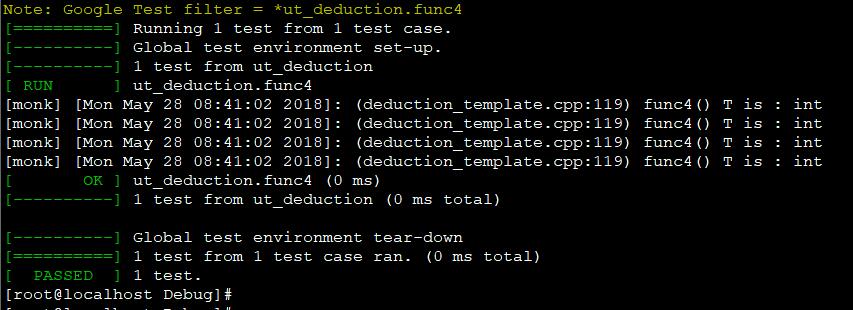 Note: Google Test filter = *ut_deduction.func4
[==========] Running 1 test from 1 test case.
[----------] Global test environment set-up.
[----------] 1 test from ut_deduction
[ RUN      ] ut_deduction.func4
[monk] [Mon May 28 08:41:02 2018]: (deduction_template.cpp:119) func4() T is : int
[monk] [Mon May 28 08:41:02 2018]: (deduction_template.cpp:119) func4() T is : int
[monk] [Mon May 28 08:41:02 2018]: (deduction_template.cpp:119) func4() T is : int
[monk] [Mon May 28 08:41:02 2018]: (deduction_template.cpp:119) func4() T is : int
[       OK ] ut_deduction.func4 (0 ms)
[----------] 1 test from ut_deduction (0 ms total)

[----------] Global test environment tear-down
[==========] 1 test from 1 test case ran. (0 ms total)
[  PASSED  ] 1 test.
[root@localhost Debug]#